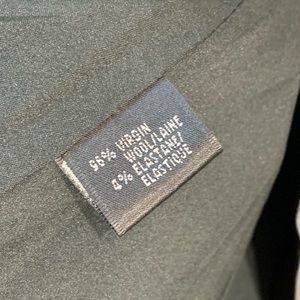 96% VIRGIN
WOOL/LAINE
4% ELASTANE/
ELASTIQUE